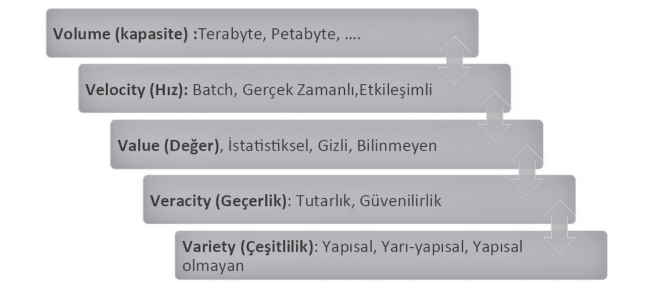 Volume (kapasite) :Terabyte, Petabyte, ....
Velocity (Hız): Batch, Gerçek Zamanlı,Etkileşimli
Value (Değer), İstatistiksel, Gizli, Bilinmeyen
Veracity (Geçerlik): Tutarlık, Güvenilirlik
Variety (Çeşitlilik): Yapısal, Yarı-yapısal, Yapısal
olmayan